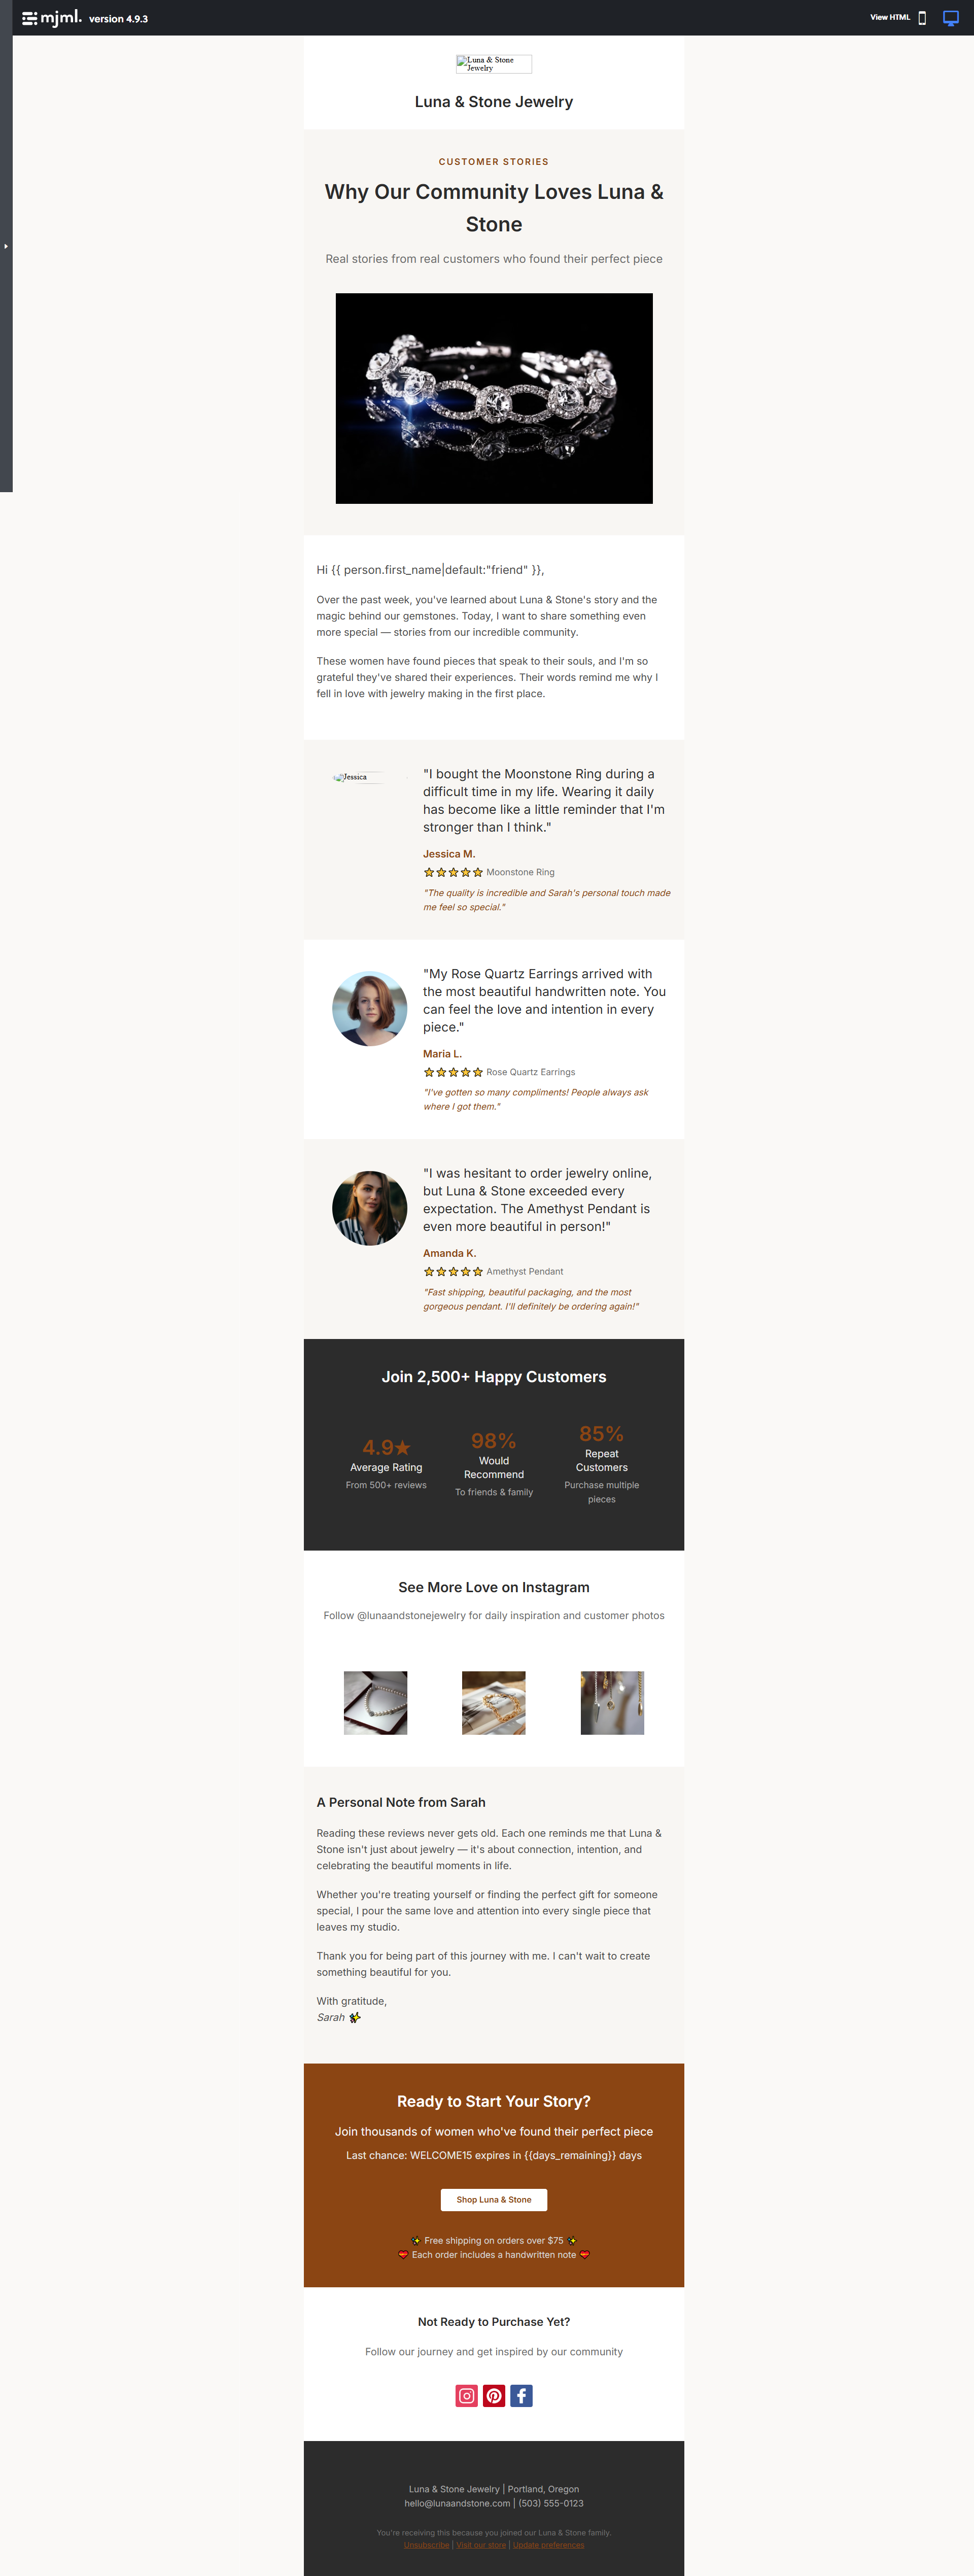 mjml. version 4.9.3
View HTML
Luna & Stone
Jewelry
Luna & Stone Jewelry
CUSTOMER STORIES
Why Our Community Loves Luna &
Stone
Real stories from real customers who found their perfect piece
Hi {{ person.first_name|default:"friend" }},
Over the past week, you've learned about Luna & Stone's story and the
magic behind our gemstones. Today, I want to share something even
more special — stories from our incredible community.
These women have found pieces that speak to their souls, and I'm so
grateful they've shared their experiences. Their words remind me why I
fell in love with jewelry making in the first place.
Jessica
"I bought the Moonstone Ring during a
difficult time in my life. Wearing it daily
has become like a little reminder that I'm
stronger than I think."
Jessica M.
⭐⭐⭐⭐⭐ Moonstone Ring
"The quality is incredible and Sarah's personal touch made
me feel so special."
"My Rose Quartz Earrings arrived with
the most beautiful handwritten note. You
can feel the love and intention in every
piece."
Maria L.
⭐⭐⭐⭐⭐ Rose Quartz Earrings
"I've gotten so many compliments! People always ask
where I got them."
"I was hesitant to order jewelry online,
but Luna & Stone exceeded every
expectation. The Amethyst Pendant is
even more beautiful in person!"
Amanda K.
⭐⭐⭐⭐⭐ Amethyst Pendant
"Fast shipping, beautiful packaging, and the most
gorgeous pendant. I'll definitely be ordering again!"
Join 2,500+ Happy Customers
4.9★
Average Rating
From 500+ reviews
98%
Would
Recommend
To friends & family
85%
Repeat
Customers
Purchase multiple
pieces
See More Love on Instagram
Follow @lunaandstonejewelry for daily inspiration and customer photos
A Personal Note from Sarah
Reading these reviews never gets old. Each one reminds me that Luna &
Stone isn't just about jewelry — it's about connection, intention, and
celebrating the beautiful moments in life.
Whether you're treating yourself or finding the perfect gift for someone
special, I pour the same love and attention into every single piece that
leaves my studio.
Thank you for being part of this journey with me. I can't wait to create
something beautiful for you.
With gratitude,
Sarah ✨
Ready to Start Your Story?
Join thousands of women who've found their perfect piece
Last chance: WELCOME15 expires in {{days_remaining}} days
Shop Luna & Stone
✨ Free shipping on orders over $75 ✨
💝 Each order includes a handwritten note 💝
Not Ready to Purchase Yet?
Follow our journey and get inspired by our community
Luna & Stone Jewelry | Portland, Oregon
hello@lunaandstone.com | (503) 555-0123
You're receiving this because you joined our Luna & Stone family.
Unsubscribe | Visit our store | Update preferences